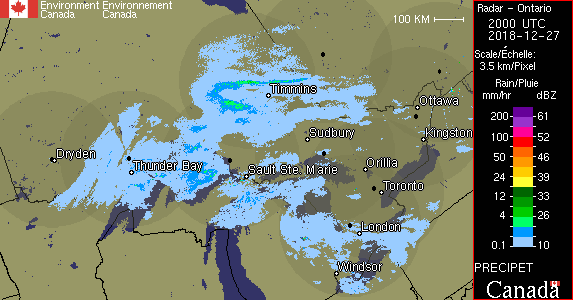 Environment Environnement
Canada Canada
100 KM
Timmins
Ottawa
Sudbury
Kingston
Dryden
Thunder Bay
Sault Ste. Marie
Orillia
Toronto
London
Windsor
Radar - Ontario
2000 UTC
2018-12-27
Scale/Échelle:
3.5 km/Pixel
Rain/Pluie
mm/hr dBZ
200 61
100 52
50 46
24 39
12 33
4 26
2 20
0.1 10
PRECIPET
Canada